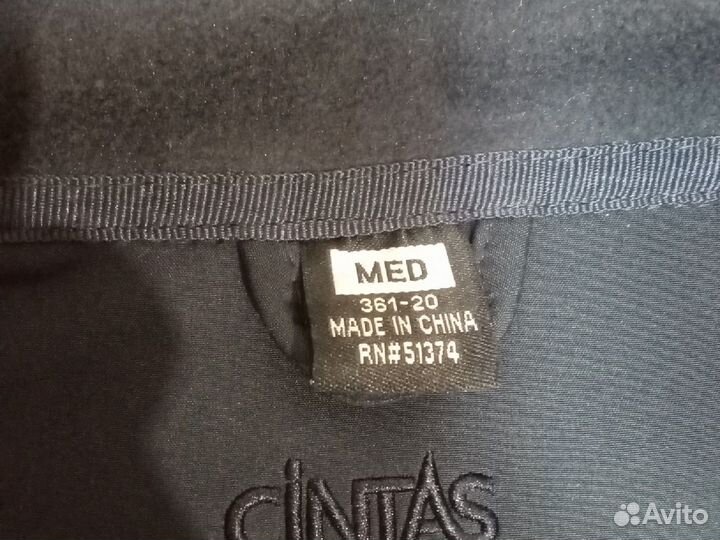 MED
361-20
MADE IN CHINA
RN#51374
CINTAS
Avito